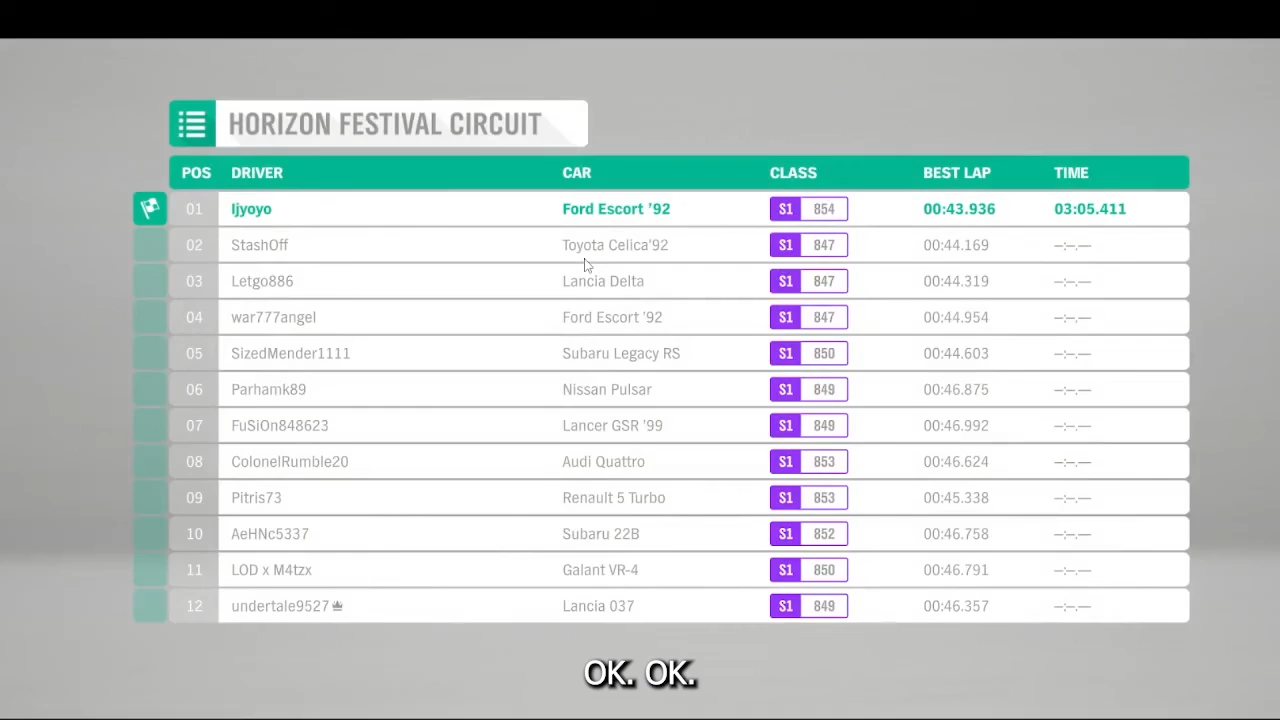 HORIZON FESTIVAL CIRCUIT
POS DRIVER CAR CLASS BEST LAP TIME
01 Ijyoyo Ford Escort '92 S1 854 00:43.936 03:05.411
02 StashOff Toyota Celica'92 S1 847 00:44.169 --:--.---
03 Letgo886 Lancia Delta S1 847 00:44.319 --:--.---
04 war777angel Ford Escort '92 S1 847 00:44.954 --:--.---
05 SizedMender1111 Subaru Legacy RS S1 850 00:44.603 --:--.---
06 Parhamk89 Nissan Pulsar S1 849 00:46.875 --:--.---
07 FuSIOn848623 Lancer GSR '99 S1 849 00:46.992 --:--.---
08 ColonelRumble20 Audi Quattro S1 853 00:46.624 --:--.---
09 Pitris73 Renault 5 Turbo S1 853 00:45.338 --:--.---
10 AeHNc5337 Subaru 22B S1 852 00:46.758 --:--.---
11 LOD x M4tzx Galant VR-4 S1 850 00:46.791 --:--.---
12 undertale9527 Lancia 037 S1 849 00:46.357 --:--.---
OK. OK.